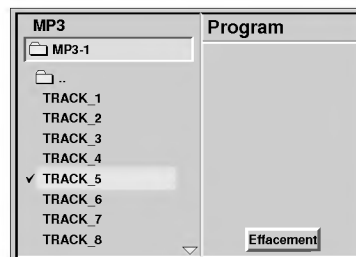 MP3
MP3-1
..
TRACK_1
TRACK_2
TRACK_3
TRACK_4
✔ TRACK_5
TRACK_6
TRACK_7
TRACK_8
Program
Effacement